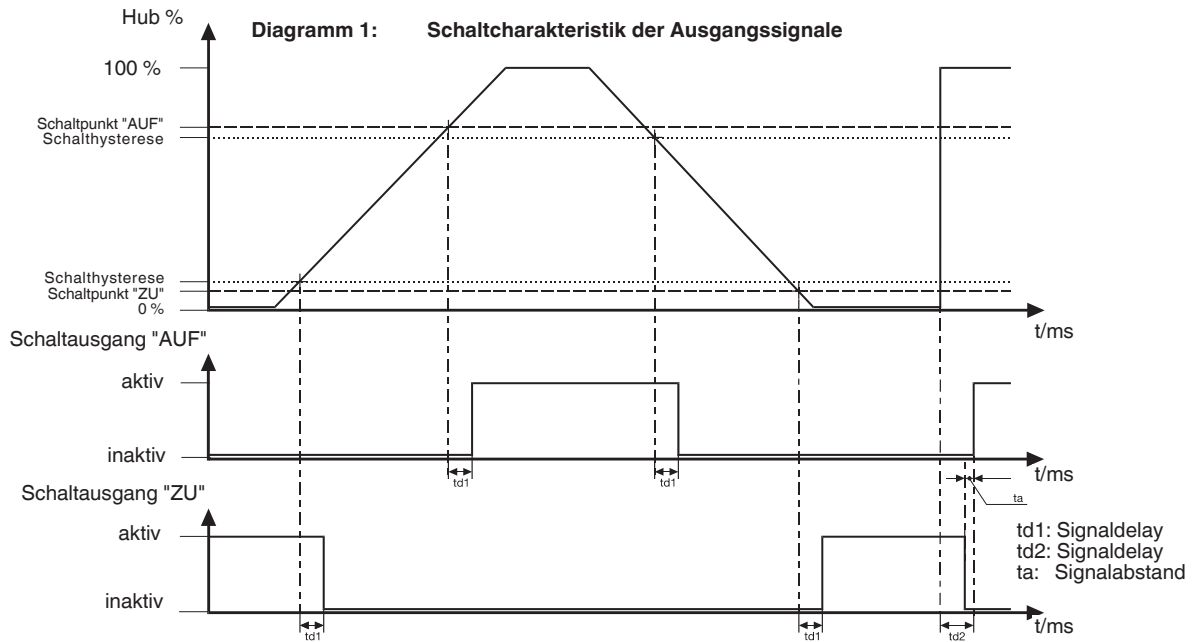 Hub %
Diagramm 1: Schaltcharakteristik der Ausgangssignale
100 %
Schaltpunkt "AUF"
Schalthysterese
Schalthysterese
Schaltpunkt "ZU"
0 %
t/ms
Schaltausgang "AUF"
aktiv
inaktiv
td1
td1
t/ms
ta
Schaltausgang "ZU"
aktiv
inaktiv
td1
td1
td2
t/ms
td1: Signaldelay
td2: Signaldelay
ta: Signalabstand